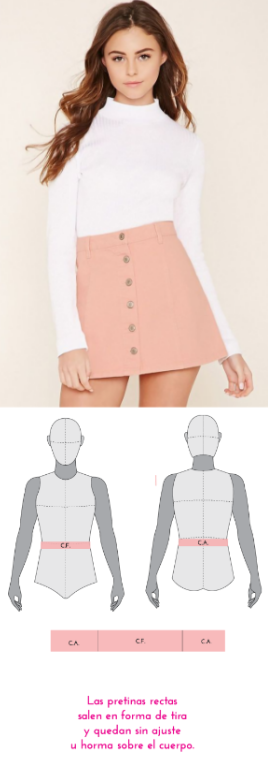 C.F.
C.A.
C.A.
C.F.
C.A.
Las pretinas rectas
salen en forma de tira
y quedan sin ajuste
u horma sobre el cuerpo.